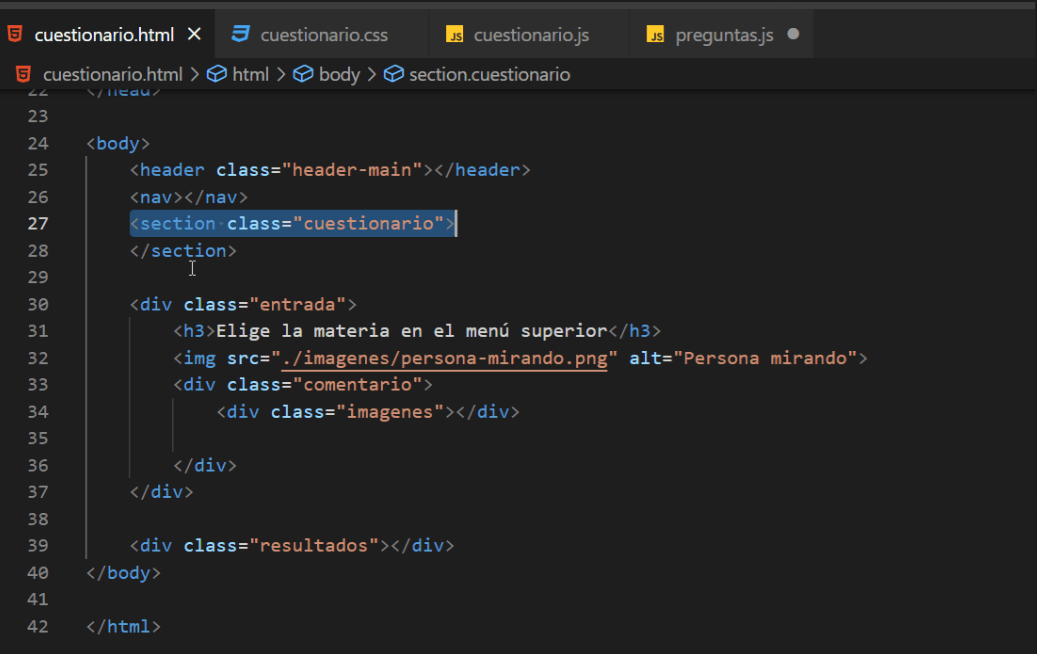 cuestionario.html cuestionario.css JS cuestionario.js JS preguntas.js
cuestionario.html > html > body > section.cuestionario
22 </head>
23
24 <body>
25 <header class="header-main"></header>
26 <nav></nav>
27 <section class="cuestionario">
28 </section>
29
30 <div class="entrada">
31 <h3>Elige la materia en el menú superior</h3>
32 <img src="./imagenes/persona-mirando.png" alt="Persona mirando">
33 <div class="comentario">
34 <div class="imagenes"></div>
35
36 </div>
37 </div>
38
39 <div class="resultados"></div>
40 </body>
41
42 </html>